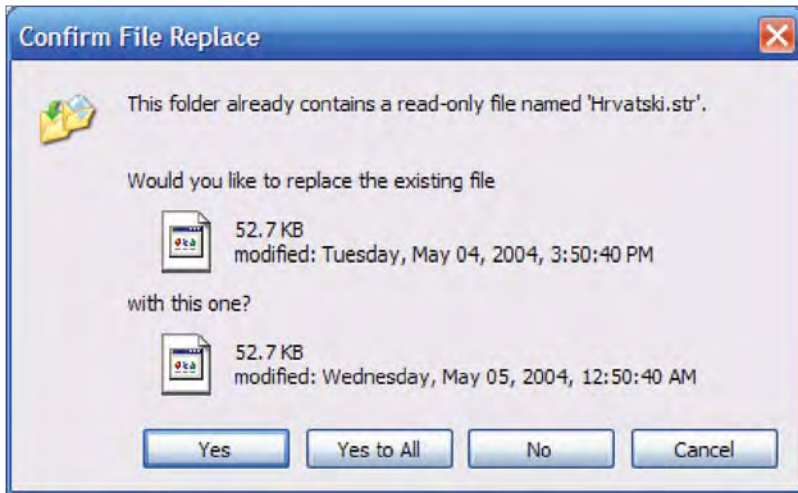 Confirm File Replace
This folder already contains a read-only file named 'Hrvatski.str'.
Would you like to replace the existing file
52.7 KB
modified: Tuesday, May 04, 2004, 3:50:40 PM
with this one?
52.7 KB
modified: Wednesday, May 05, 2004, 12:50:40 AM
Yes Yes to All No Cancel